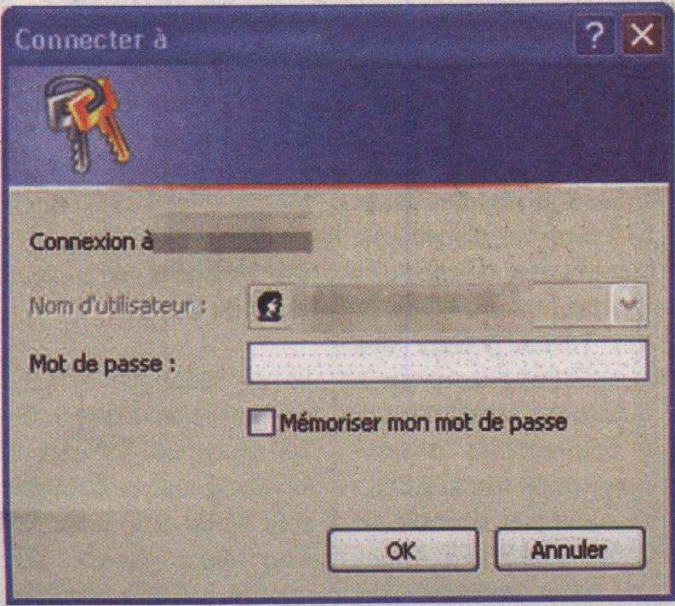 Connecter à
Connexion à
Nom d'utilisateur :
Mot de passe :
Mémoriser mon mot de passe
OK
Annuler